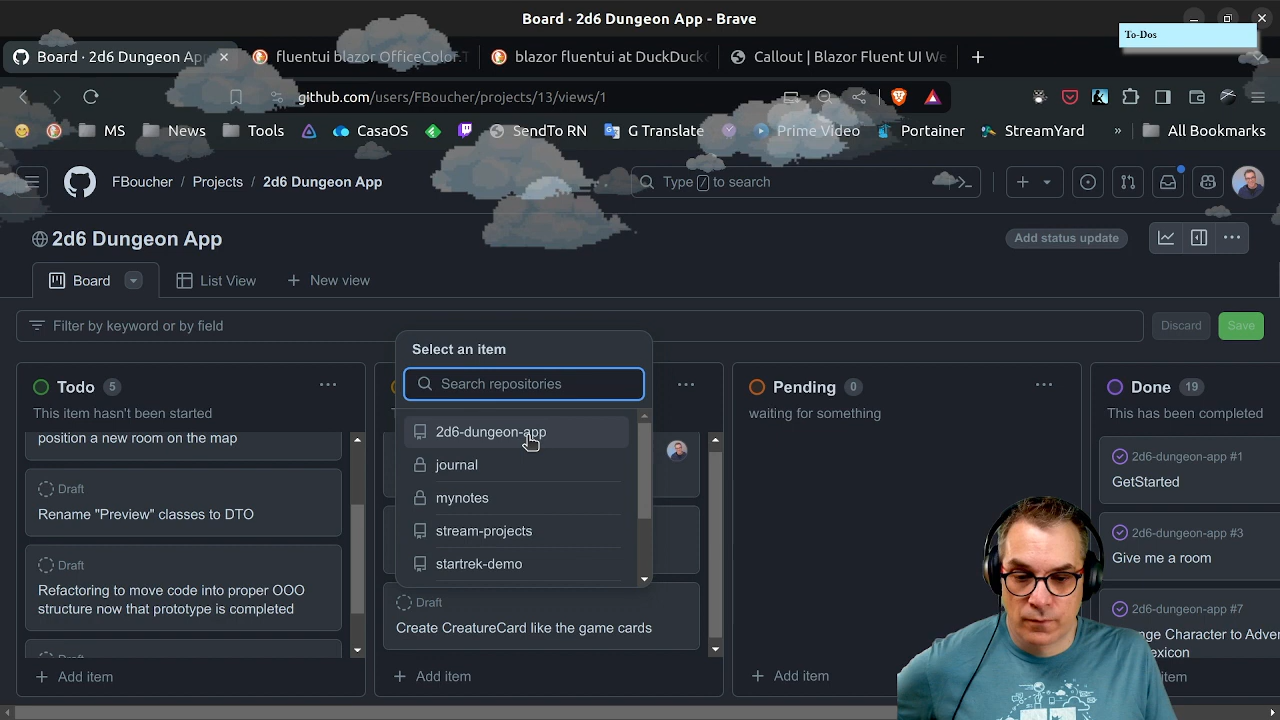 Board · 2d6 Dungeon App - Brave
To-Dos
Board · 2d6 Dungeon App
fluentui blazor OfficeColor.T
blazor fluentui at DuckDuckG
Callout | Blazor Fluent UI We
github.com/users/FBoucher/projects/13/views/1
MS
News
Tools
CasaOS
SendTo RN
G Translate
Prime Video
Portainer
StreamYard
» All Bookmarks
FBoucher / Projects / 2d6 Dungeon App
Type / to search
2d6 Dungeon App
Add status update
Board
List View
+ New view
Filter by keyword or by field
Discard
Save
Todo 5
This item hasn't been started
position a new room on the map
Draft
Rename "Preview" classes to DTO
Draft
Refactoring to move code into proper OOO
structure now that prototype is completed
+ Add item
Select an item
Search repositories
2d6-dungeon-app
journal
mynotes
stream-projects
startrek-demo
Draft
Create CreatureCard like the game cards
+ Add item
Pending 0
waiting for something
+ Add item
Done 19
This has been completed
2d6-dungeon-app #1
GetStarted
2d6-dungeon-app #3
Give me a room
2d6-dungeon-app #7
nge Character to Adver
exicon
item